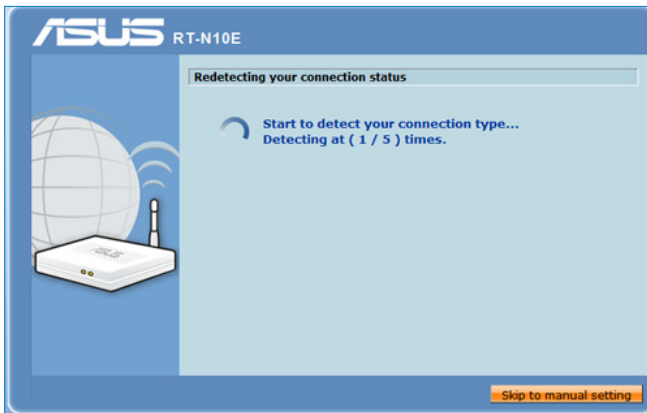 ASUS RT-N10E
Redetecting your connection status
Start to detect your connection type...
Detecting at ( 1 / 5 ) times.
ASUS
Skip to manual setting